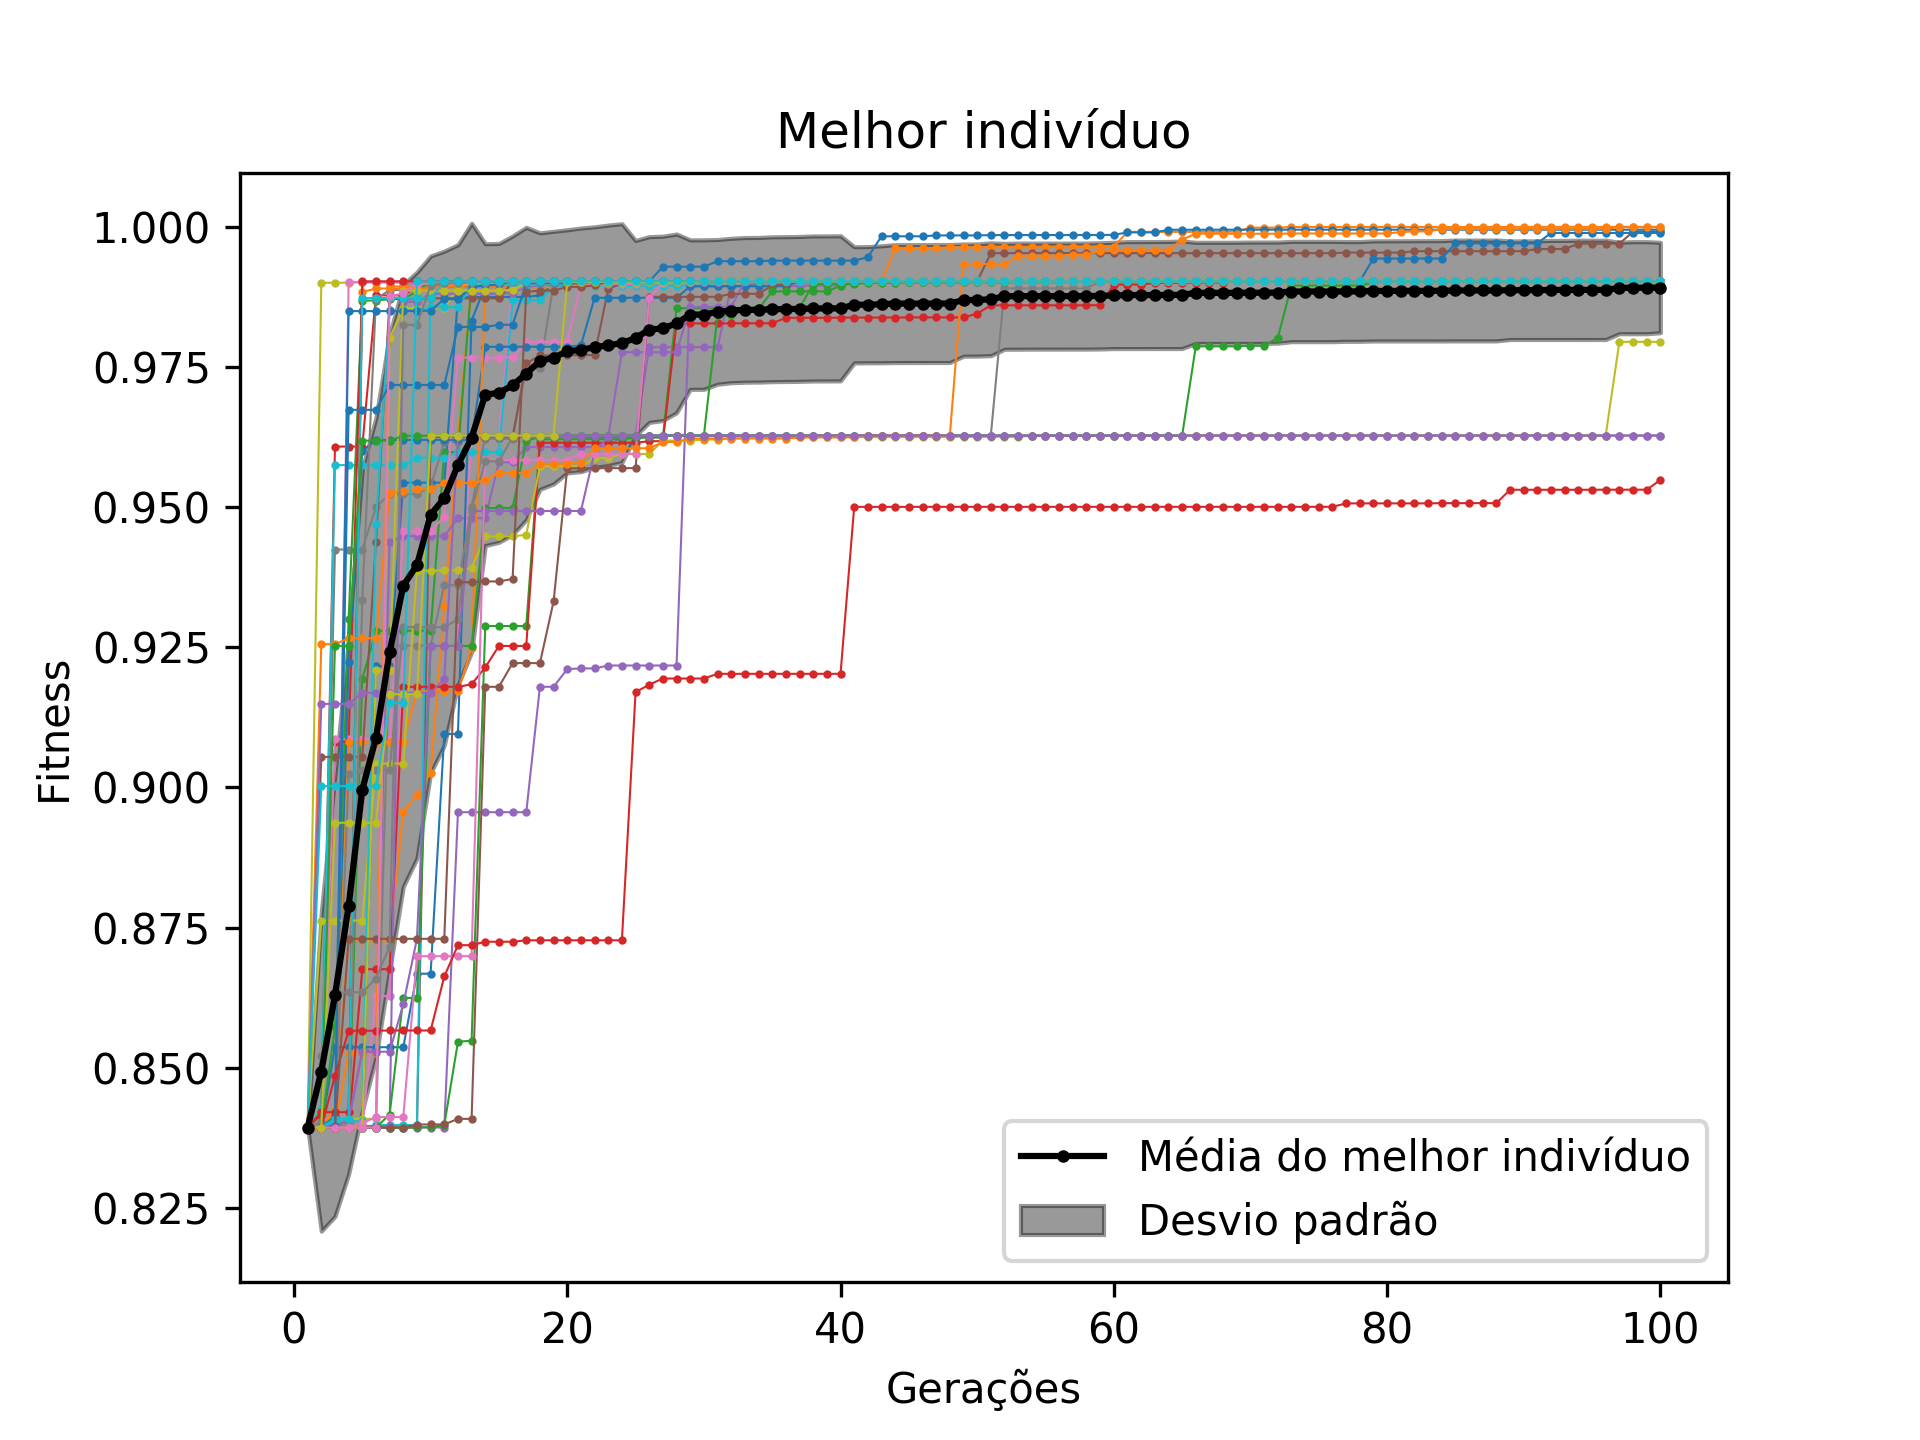 Melhor indivíduo
Fitness
1.000
0.975
0.950
0.925
0.900
0.875
0.850
0.825
0 20 40 60 80 100
Gerações
Média do melhor indivíduo
Desvio padrão